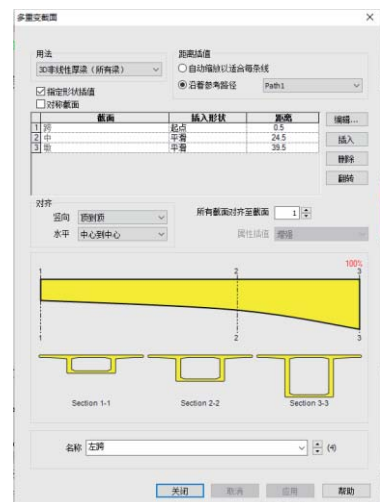 多重变截面
用法
3D非线性厚梁（所有梁）
指定形状插值
对称截面
距离插值
自动缩放以适合每条线
沿着参考路径 Path1
截面 插入形状 距离
1 跨 起点 0.5
2 中 平滑 24.5
3 肋 平滑 39.5
编辑...
插入
删除
翻转
对齐
竖向 顶到顶
水平 中心到中心
所有截面对齐至截面 1
属性插值 增强
100%
1 2 3
1 2 3
Section 1-1 Section 2-2 Section 3-3
名称 左跨 (4)
关闭 取消 应用 帮助